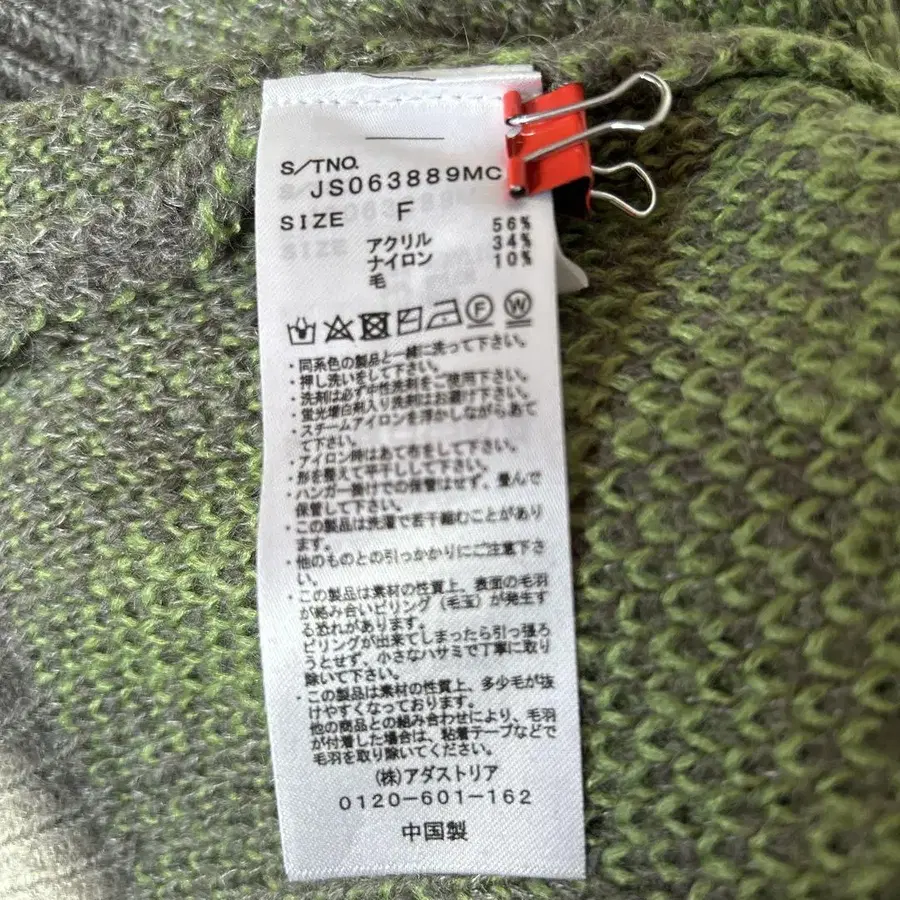 S/TNO.
JS063889MC
SIZE F
アクリル 56%
ナイロン 34%
毛 10%
F W
・同系色の製品と一緒に洗って下さい。
・押し洗いをして下さい。
・洗剤は必ず中性洗剤をご使用下さい。
・蛍光増白剤入り洗剤はお避け下さい。
・スチームアイロンを浮かしながらあて
て下さい。
・アイロン時はあて布をして下さい。
・形を整えて平干しして下さい。
・ハンガー掛けでの保管はせず、畳んで
保管して下さい。
・この製品は洗濯で若干縮むことがあり
ます。
・他のものとの引っかかりにご注意下さ
い。
・この製品は素材の性質上、表面の毛羽
が絡み合いピリング（毛玉）が発生す
る恐れがあります。
ピリングが出来てしまったら引っ張ろ
うとせず、小さなハサミで丁寧に取り
除いて下さい。
・この製品は素材の性質上、多少毛が抜
けやすくなっております。
他の商品との組み合わせにより、毛羽
が付着した場合は、粘着テープなどで
毛羽を取り除いてください。
(株)アダストリア
0120-601-162
中国製